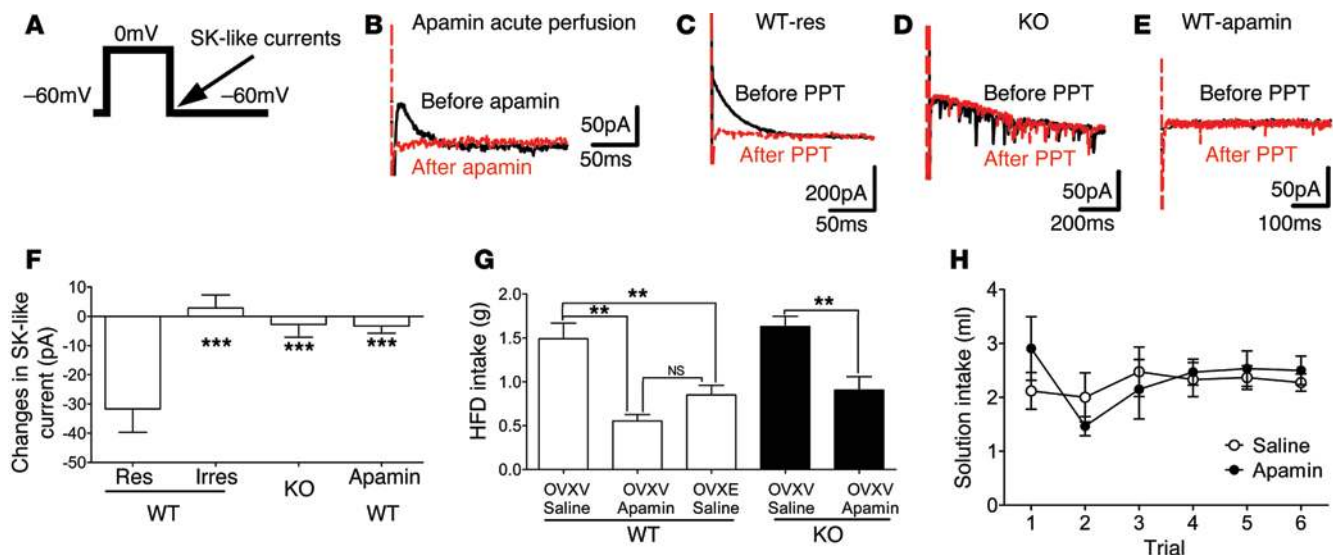 A
0mV
SK-like currents
−60mV
−60mV
B
Apamin acute perfusion
Before apamin
After apamin
50pA
50ms
C
WT-res
Before PPT
After PPT
200pA
50ms
D
KO
Before PPT
After PPT
50pA
200ms
E
WT-apamin
Before PPT
After PPT
50pA
100ms
F
Changes in SK-like
current (pA)
10
0
-10
-20
-30
-40
-50
***
***
***
Res
Irres
KO
Apamin
WT
WT
G
HFD intake (g)
2.0
1.5
1.0
0.5
0.0
**
**
**
NS
OVXV
Saline
OVXV
Apamin
OVXE
Saline
OVXV
Saline
OVXV
Apamin
WT
KO
H
Solution intake (ml)
4
3
2
1
0
Saline
Apamin
1 2 3 4 5 6
Trial